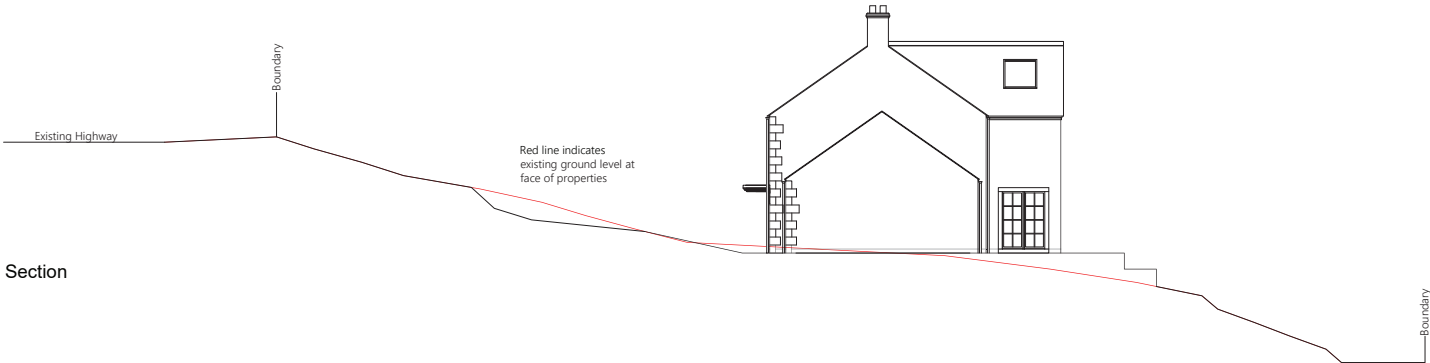 Boundary
Existing Highway
Red line indicates
existing ground level at
face of properties
Section
Boundary